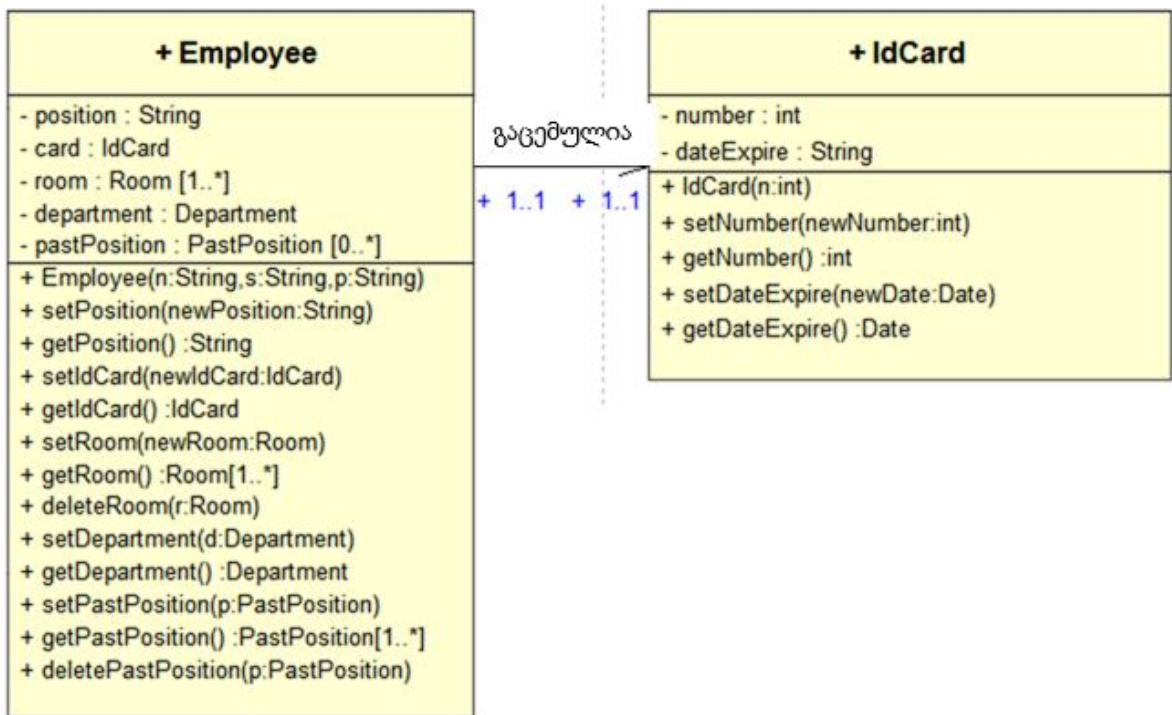 + Employee
- position : String
- card : IdCard
- room : Room [1..*]
- department : Department
- pastPosition : PastPosition [0..*]
+ Employee(n:String,s:String,p:String)
+ setPosition(newPosition:String)
+ getPosition() :String
+ setIdCard(newIdCard:IdCard)
+ getIdCard() :IdCard
+ setRoom(newRoom:Room)
+ getRoom() :Room[1..*]
+ deleteRoom(r:Room)
+ setDepartment(d:Department)
+ getDepartment() :Department
+ setPastPosition(p:PastPosition)
+ getPastPosition() :PastPosition[1..*]
+ deletePastPosition(p:PastPosition)
გაცემულია
+ 1..1 + 1..1
+ IdCard
- number : int
- dateExpire : String
+ IdCard(n:int)
+ setNumber(newNumber:int)
+ getNumber() :int
+ setDateExpire(newDate:Date)
+ getDateExpire() :Date